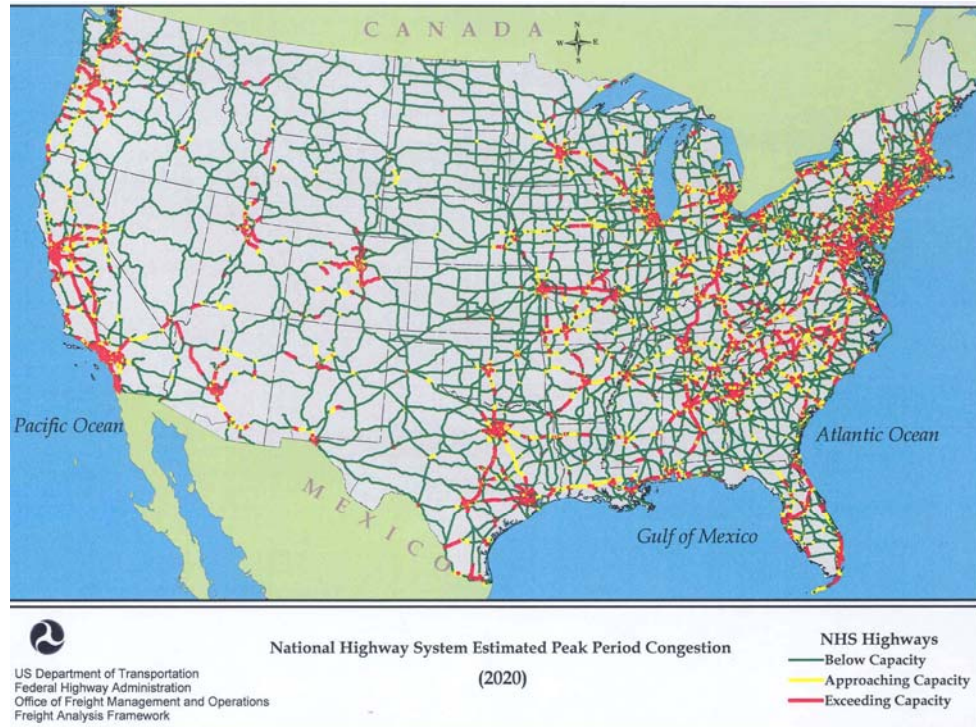 CANADA
N
W E
S
Pacific Ocean
Atlantic Ocean
MEXICO
Gulf of Mexico
US Department of Transportation
Federal Highway Administration
Office of Freight Management and Operations
Freight Analysis Framework
National Highway System Estimated Peak Period Congestion
(2020)
NHS Highways
Below Capacity
Approaching Capacity
Exceeding Capacity